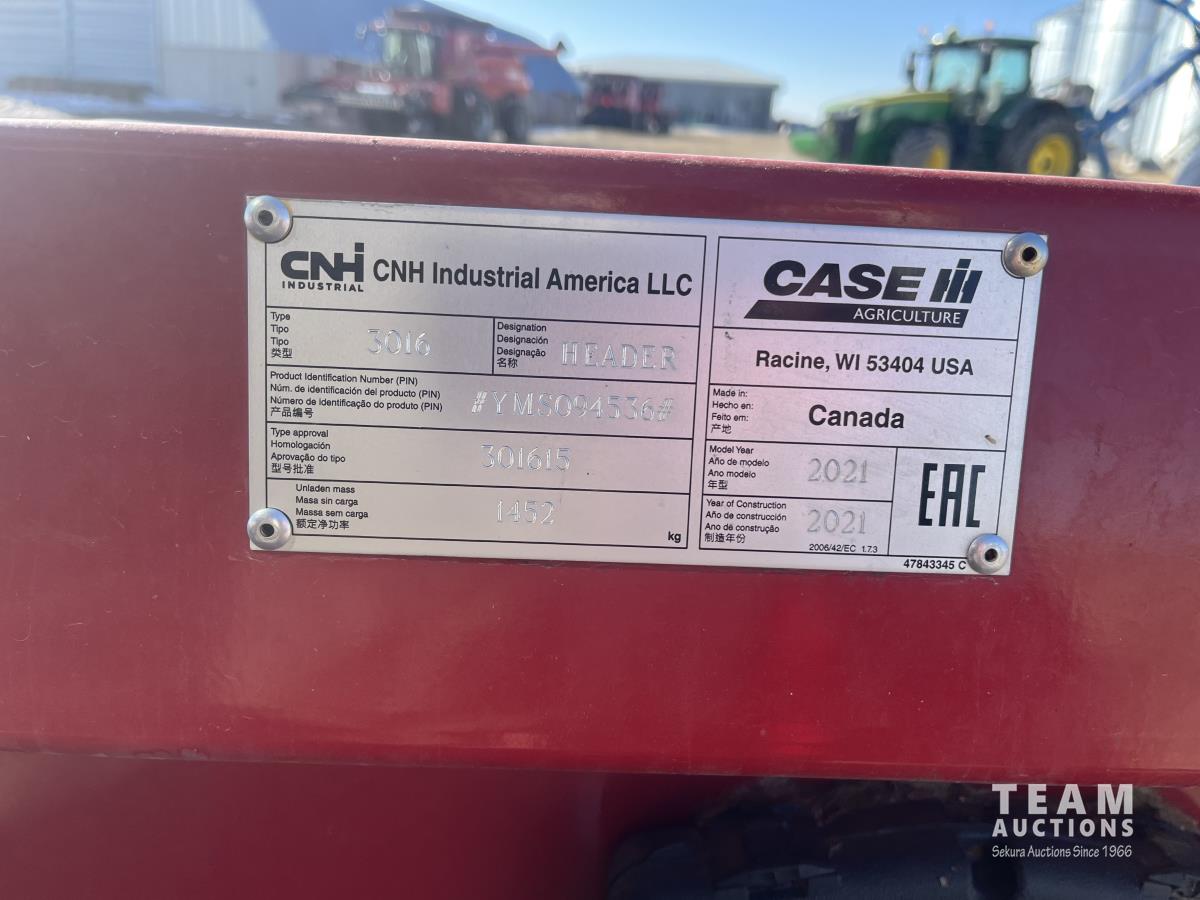 CNH
INDUSTRIAL
CNH Industrial America LLC
Type
Tipo
Tipo
类型
3016
Designation
Designación
Designação
名称
HEADER
Product Identification Number (PIN)
Núm. de identificación del producto (PIN)
Número de identificação do produto (PIN)
产品编号
#YMS094536#
Type approval
Homologación
Aprovação do tipo
型号批准
301615
Unladen mass
Masa sin carga
Massa sem carga
额定净功率
1452
kg
CASE IH
AGRICULTURE
Racine, WI 53404 USA
Made in:
Hecho en:
Feito em:
产地
Canada
Model Year
Año de modelo
Ano modelo
年型
2021
Year of Construction
Año de construcción
Ano de construção
制造年份
2021
2006/42/EC 1.7.3
EAC
47843345 C
TEAM
AUCTIONS
Sekura Auctions Since 1966